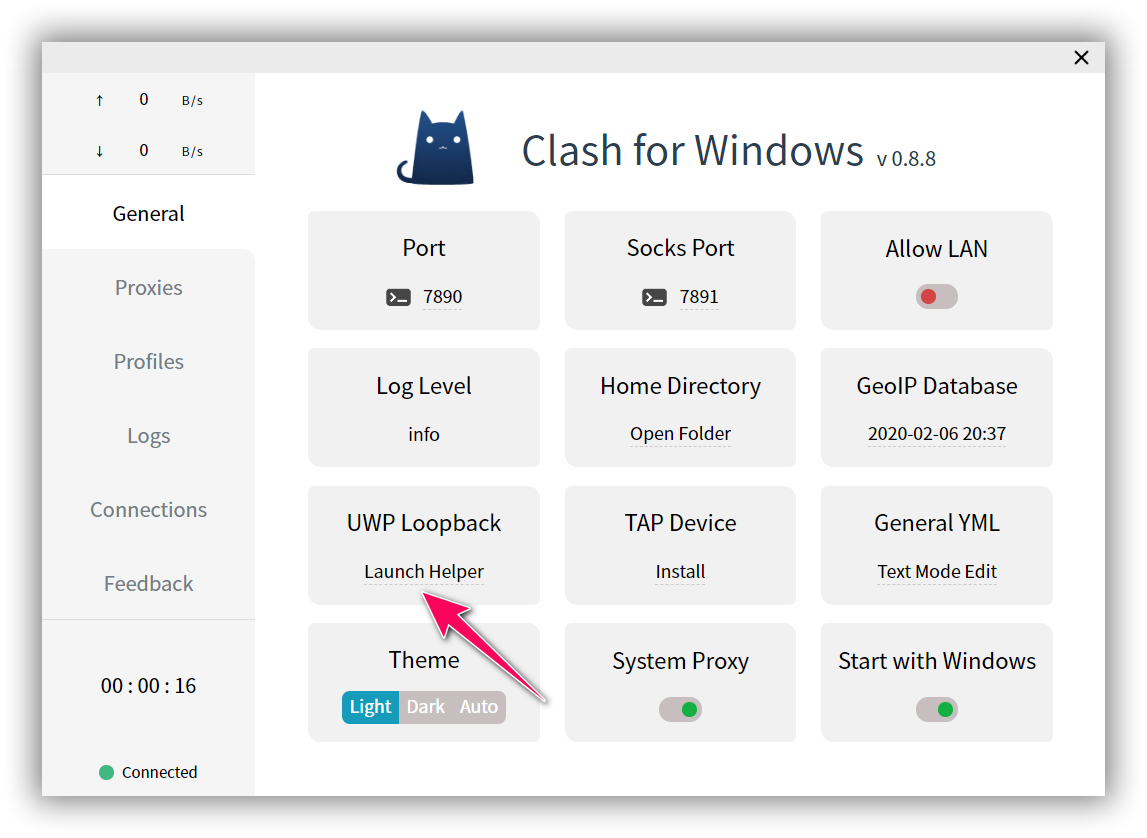 ↑ 0 B/s
↓ 0 B/s
General
Proxies
Profiles
Logs
Connections
Feedback
00 : 00 : 16
Connected
Clash for Windows v 0.8.8
Port
7890
Socks Port
7891
Allow LAN
Log Level
info
Home Directory
Open Folder
GeoIP Database
2020-02-06 20:37
UWP Loopback
Launch Helper
TAP Device
Install
General YML
Text Mode Edit
Theme
Light Dark Auto
System Proxy
Start with Windows